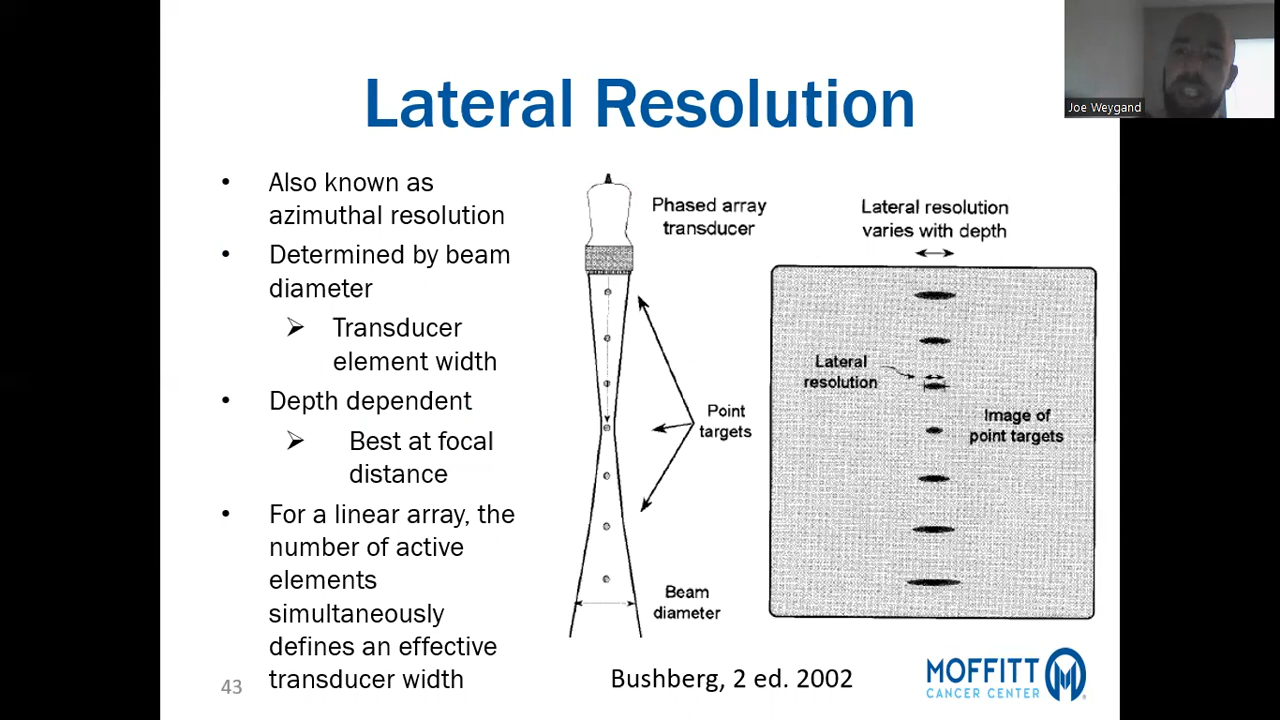 Joe Weygand
Lateral Resolution
• Also known as
azimuthal resolution
• Determined by beam
diameter
➢ Transducer
element width
• Depth dependent
➢ Best at focal
distance
• For a linear array, the
number of active
elements
simultaneously
defines an effective
transducer width
Phased array
transducer
Point
targets
Beam
diameter
Lateral resolution
varies with depth
Lateral
resolution
Image of
point targets
Bushberg, 2 ed. 2002
43
MOFFITT
CANCER CENTER